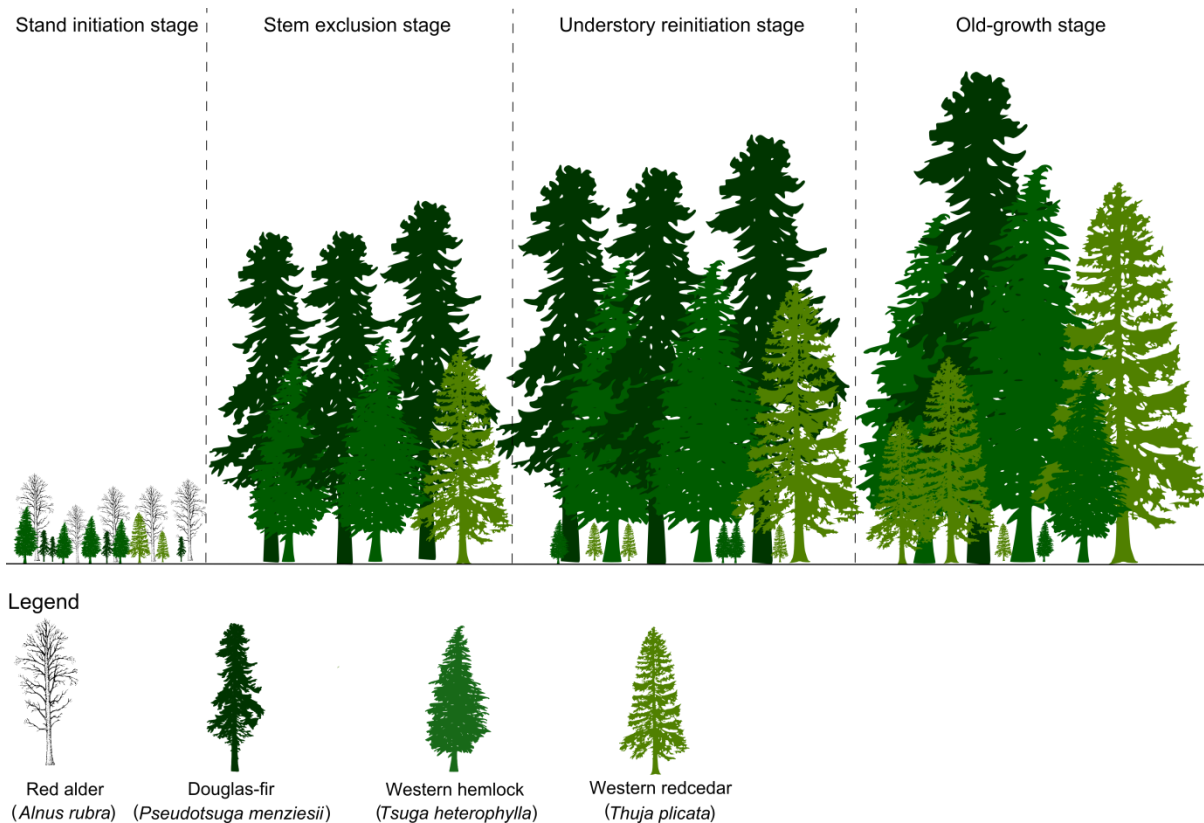 Stand initiation stage
Stem exclusion stage
Understory reinitiation stage
Old-growth stage
Legend
Red alder
(Alnus rubra)
Douglas-fir
(Pseudotsuga menziesii)
Western hemlock
(Tsuga heterophylla)
Western redcedar
(Thuja plicata)